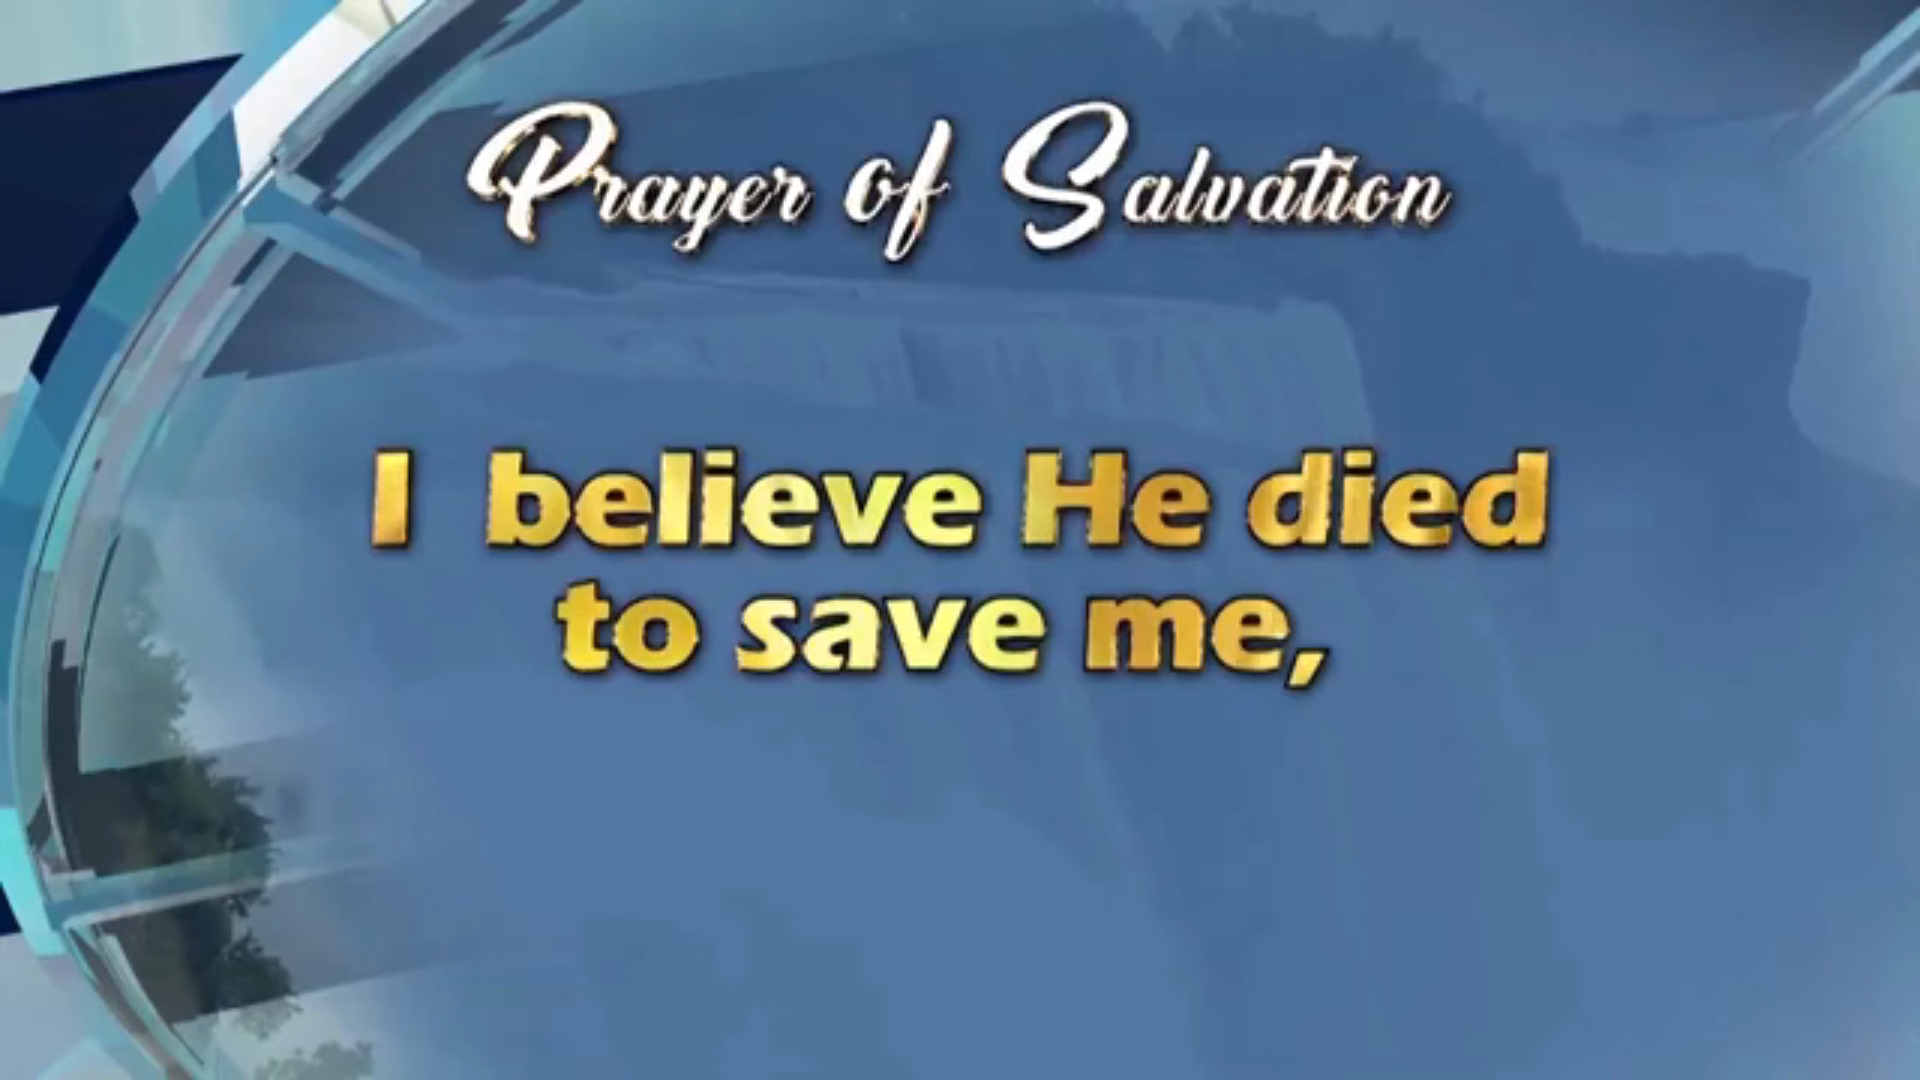 Prayer of Salvation
I believe He died
to save me,